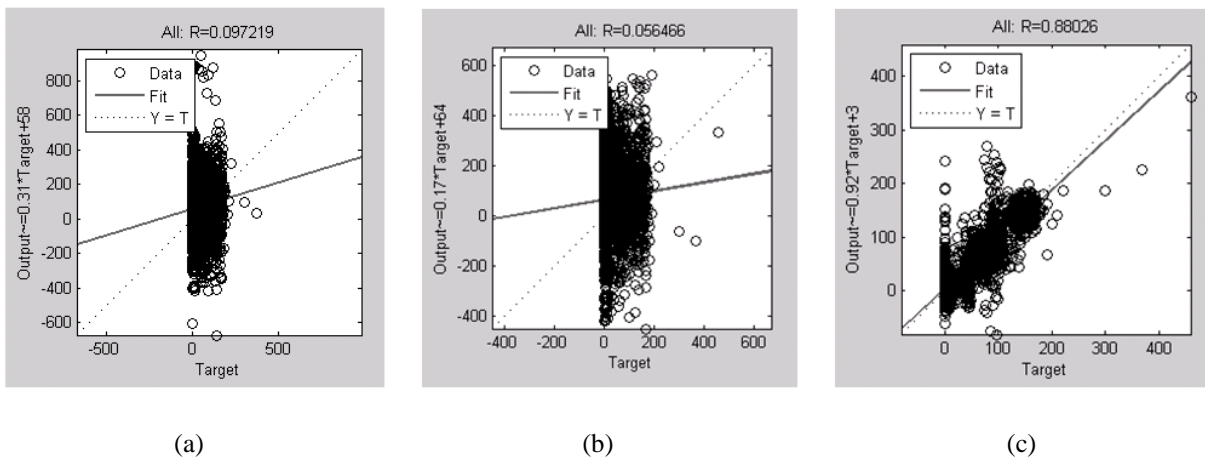 All: R=0.097219
Data
Fit
Y = T
800
600
400
200
0
-200
-400
-600
-500
0
500
Output~=0.31*Target+58
Target
(a)
All: R=0.056466
Data
Fit
Y = T
600
400
200
0
-200
-400
-400
-200
0
200
400
600
Output~=0.17*Target+64
Target
(b)
All: R=0.88026
Data
Fit
Y = T
400
300
200
100
0
0
100
200
300
400
Output~=0.92*Target+3
Target
(c)